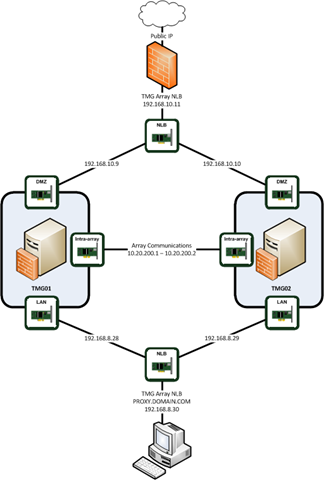 Public IP
TMG Array NLB
192.168.10.11
NLB
192.168.10.9
192.168.10.10
DMZ
DMZ
Intra-array
Array Communications
10.20.200.1 – 10.20.200.2
Intra-array
TMG01
TMG02
LAN
LAN
192.168.8.28
192.168.8.29
NLB
TMG Array NLB
PROXY.DOMAIN.COM
192.168.8.30